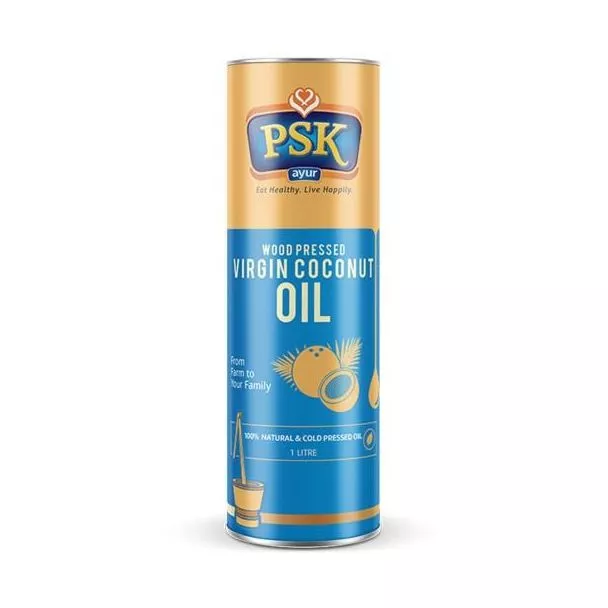 PSK
ayur
Eat Healthy. Live Happily.
WOOD PRESSED
VIRGIN COCONUT
OIL
From
Farm to
Your Family
100% NATURAL & COLD PRESSED OIL
1 LITRE